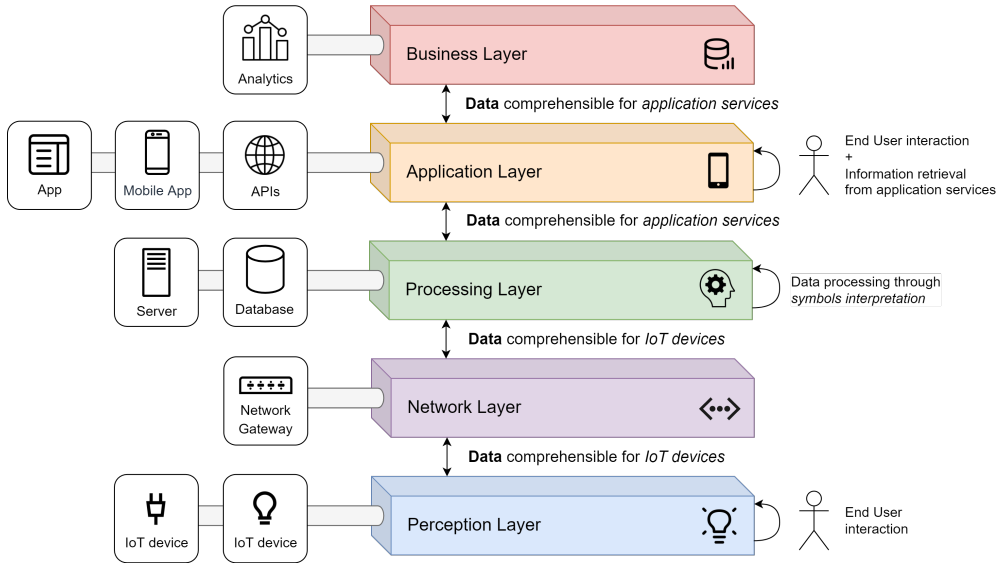 Analytics
Business Layer
Data comprehensible for application services
App
Mobile App
APIs
Application Layer
End User interaction
+
Information retrieval
from application services
Data comprehensible for application services
Server
Database
Processing Layer
Data processing through
symbols interpretation
Data comprehensible for IoT devices
Network
Gateway
Network Layer
Data comprehensible for IoT devices
IoT device
IoT device
Perception Layer
End User
interaction